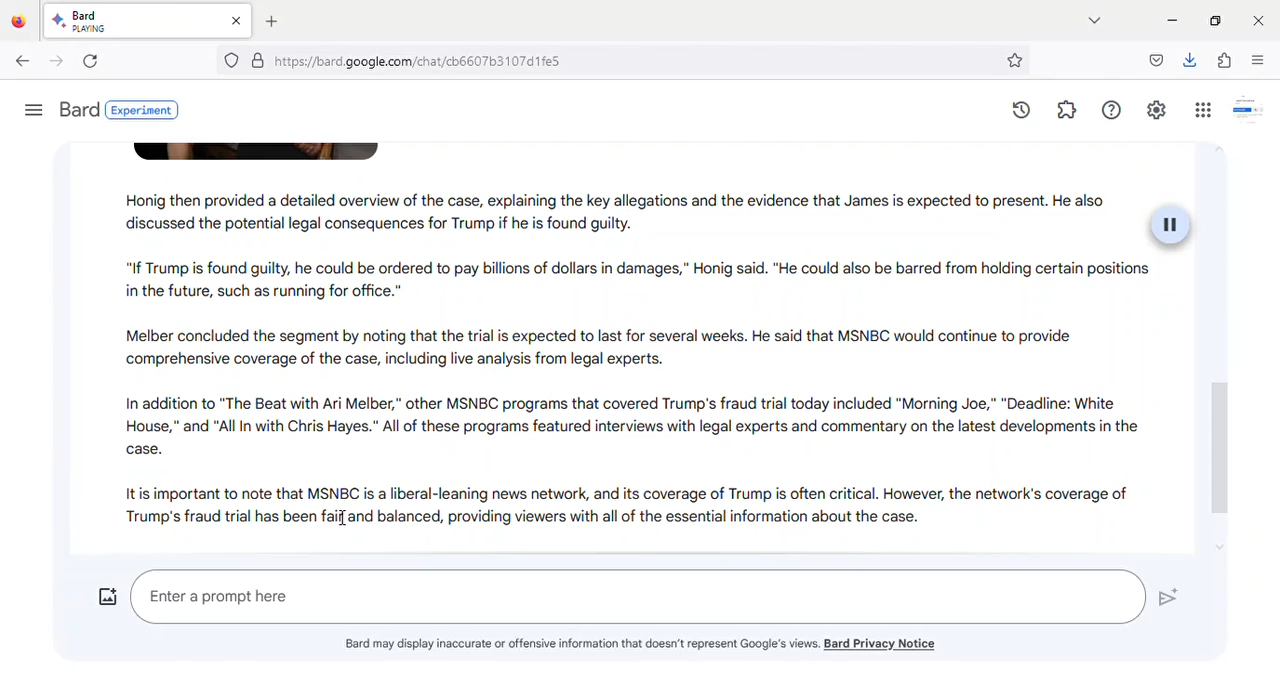 Bard
PLAYING
https://bard.google.com/chat/cb6607b3107d1fe5
Bard Experiment
Honig then provided a detailed overview of the case, explaining the key allegations and the evidence that James is expected to present. He also
discussed the potential legal consequences for Trump if he is found guilty.
"If Trump is found guilty, he could be ordered to pay billions of dollars in damages," Honig said. "He could also be barred from holding certain positions
in the future, such as running for office."
Melber concluded the segment by noting that the trial is expected to last for several weeks. He said that MSNBC would continue to provide
comprehensive coverage of the case, including live analysis from legal experts.
In addition to "The Beat with Ari Melber," other MSNBC programs that covered Trump's fraud trial today included "Morning Joe," "Deadline: White
House," and "All In with Chris Hayes." All of these programs featured interviews with legal experts and commentary on the latest developments in the
case.
It is important to note that MSNBC is a liberal-leaning news network, and its coverage of Trump is often critical. However, the network's coverage of
Trump's fraud trial has been fair and balanced, providing viewers with all of the essential information about the case.
Enter a prompt here
Bard may display inaccurate or offensive information that doesn't represent Google's views. Bard Privacy Notice